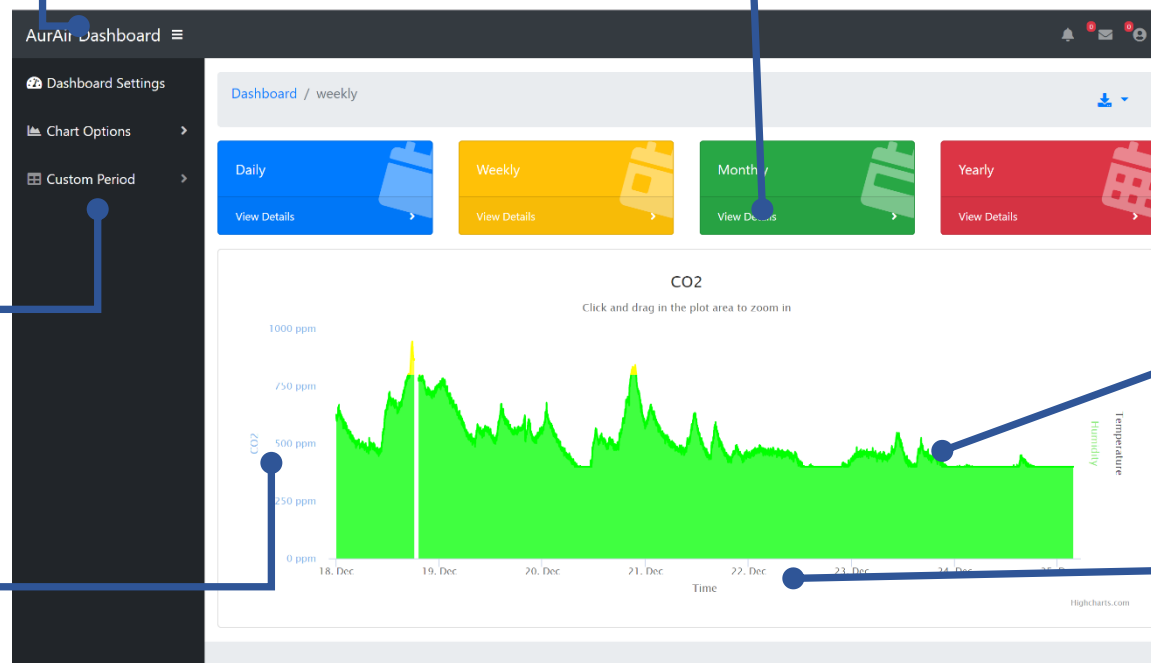 AurAir Dashboard
0 0
Dashboard Settings
Chart Options
Custom Period
Dashboard / weekly
Daily
View Details
Weekly
View Details
Monthly
View Details
Yearly
View Details
CO2
Click and drag in the plot area to zoom in
1000 ppm
750 ppm
500 ppm
250 ppm
0 ppm
CO2
Temperature
Humidity
18. Dec 19. Dec 20. Dec 21. Dec 22. Dec 23. Dec 24. Dec
Time
Highcharts.com